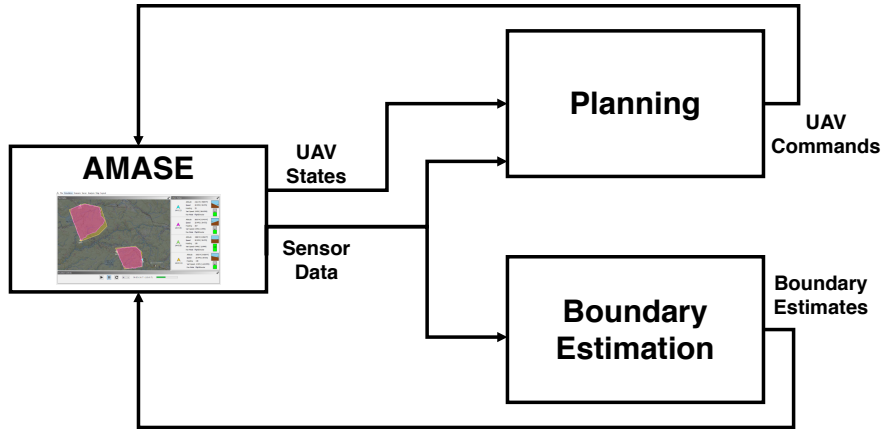 Planning
UAV
Commands
AMASE
UAV
States
Sensor
Data
Boundary
Estimation
Boundary
Estimates